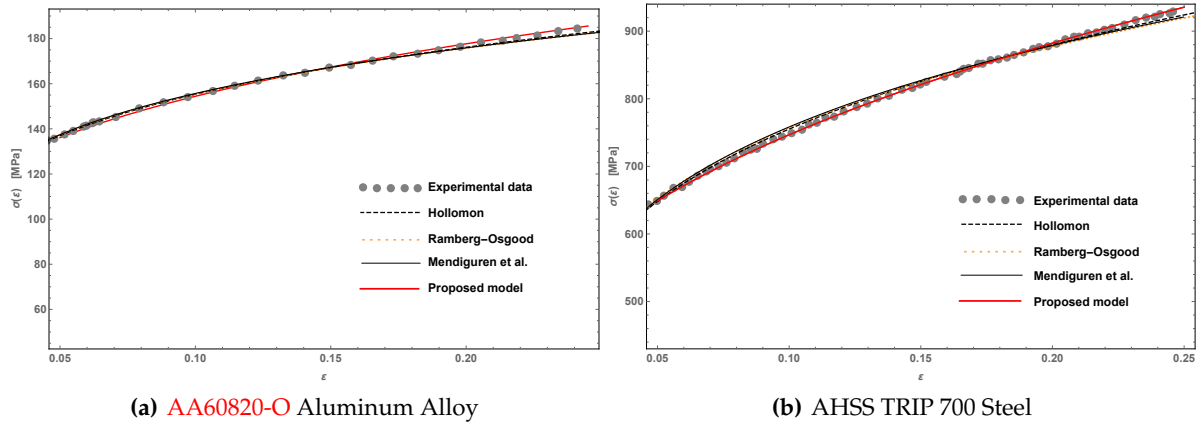 180
160
140
120
100
80
60
σ(ε) [MPa]
Experimental data
Hollomon
Ramberg–Osgood
Mendiguren et al.
Proposed model
0.05
0.10
0.15
0.20
ε
(a) AA60820-O Aluminum Alloy
900
800
700
600
500
σ(ε) [MPa]
Experimental data
Hollomon
Ramberg–Osgood
Mendiguren et al.
Proposed model
0.05
0.10
0.15
0.20
0.25
ε
(b) AHSS TRIP 700 Steel